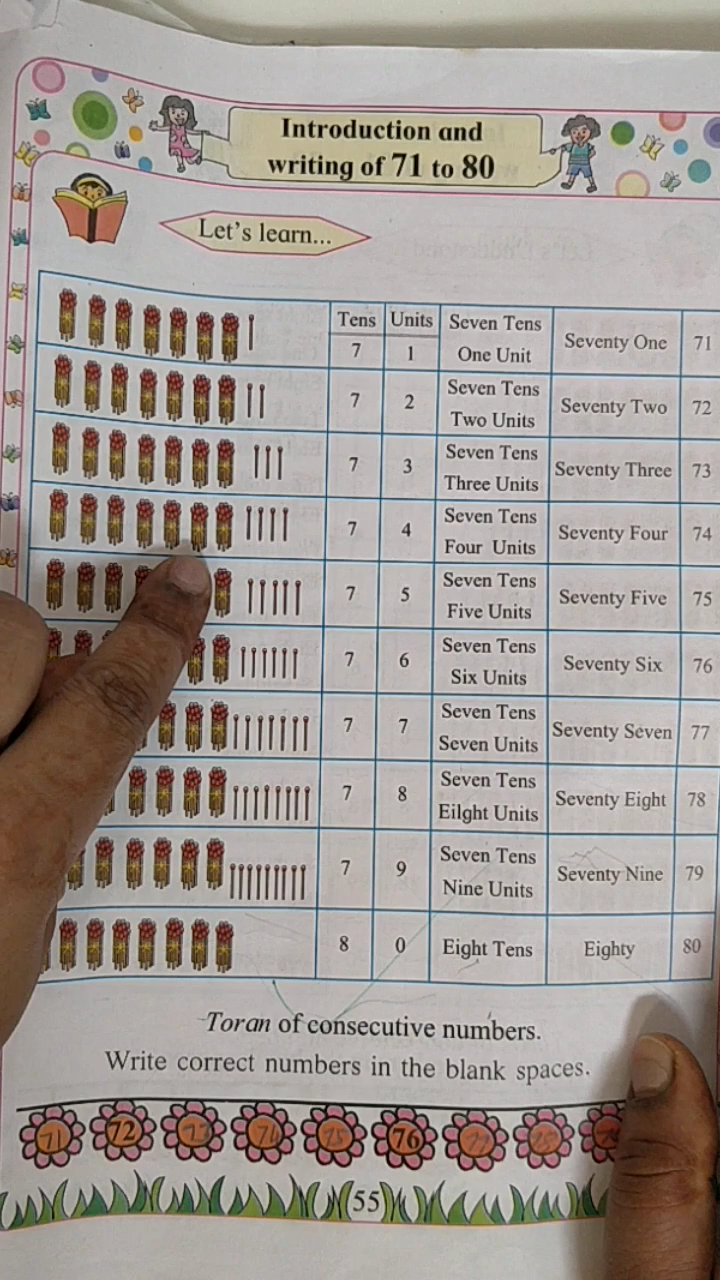 Introduction and
writing of 71 to 80
Let's learn...
Tens Units Seven Tens
7 1 One Unit Seventy One 71
7 2 Seven Tens Two Units Seventy Two 72
7 3 Seven Tens Three Units Seventy Three 73
7 4 Seven Tens Four Units Seventy Four 74
7 5 Seven Tens Five Units Seventy Five 75
7 6 Seven Tens Six Units Seventy Six 76
7 7 Seven Tens Seven Units Seventy Seven 77
7 8 Seven Tens Eilght Units Seventy Eight 78
7 9 Seven Tens Nine Units Seventy Nine 79
8 0 Eight Tens Eighty 80
Toran of consecutive numbers.
Write correct numbers in the blank spaces.
71 72 73 74 75 76 77
55